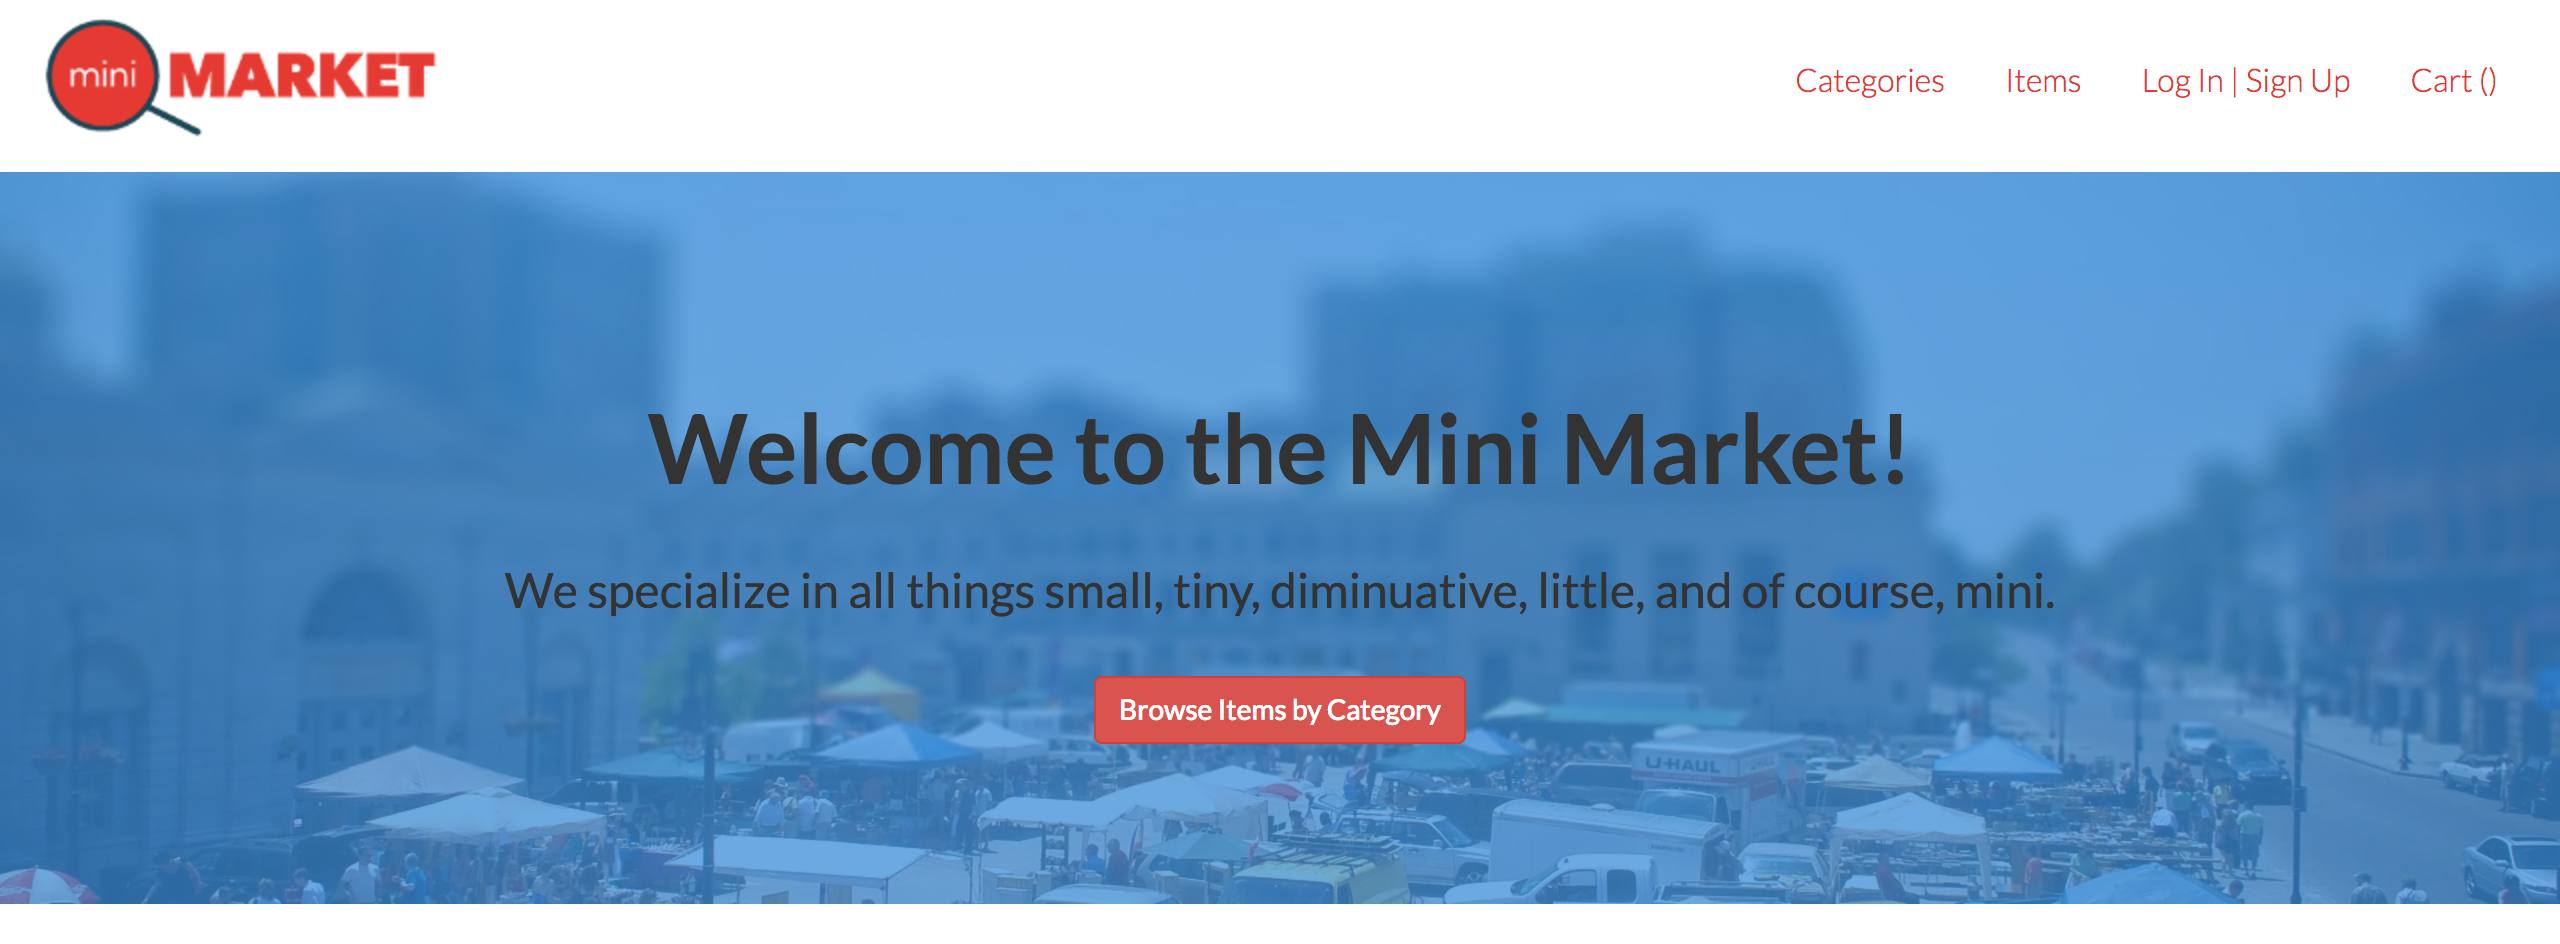 mini MARKET
Categories Items Log In | Sign Up Cart ()
Welcome to the Mini Market!
We specialize in all things small, tiny, diminuative, little, and of course, mini.
Browse Items by Category
U-HAUL